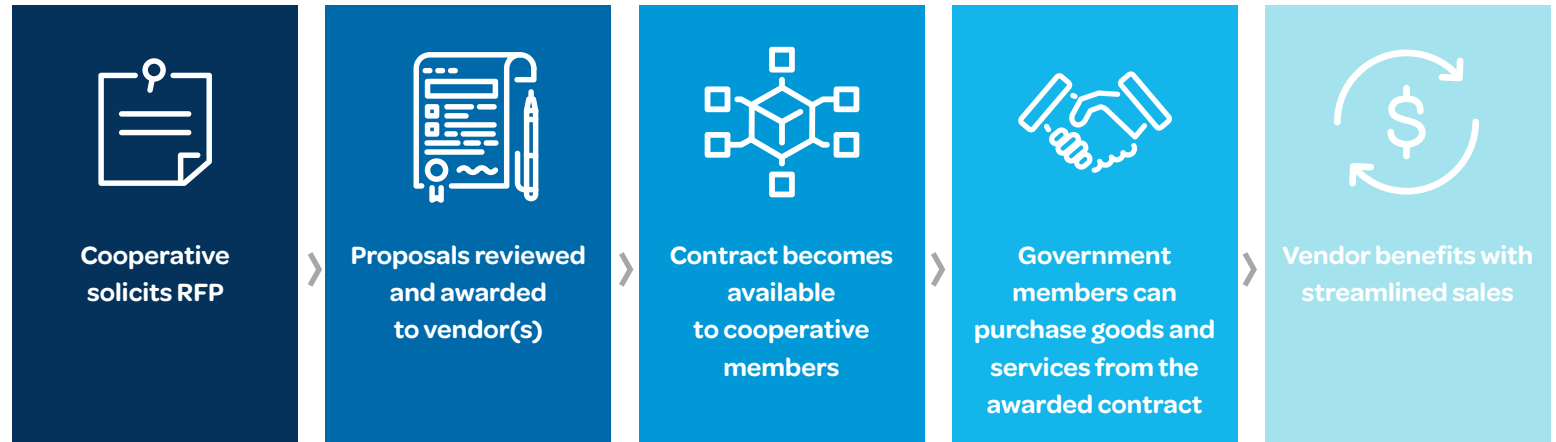 Cooperative
solicits RFP
Proposals reviewed
and awarded
to vendor(s)
Contract becomes
available
to cooperative
members
Government
members can
purchase goods and
services from the
awarded contract
$
Vendor benefits with
streamlined sales